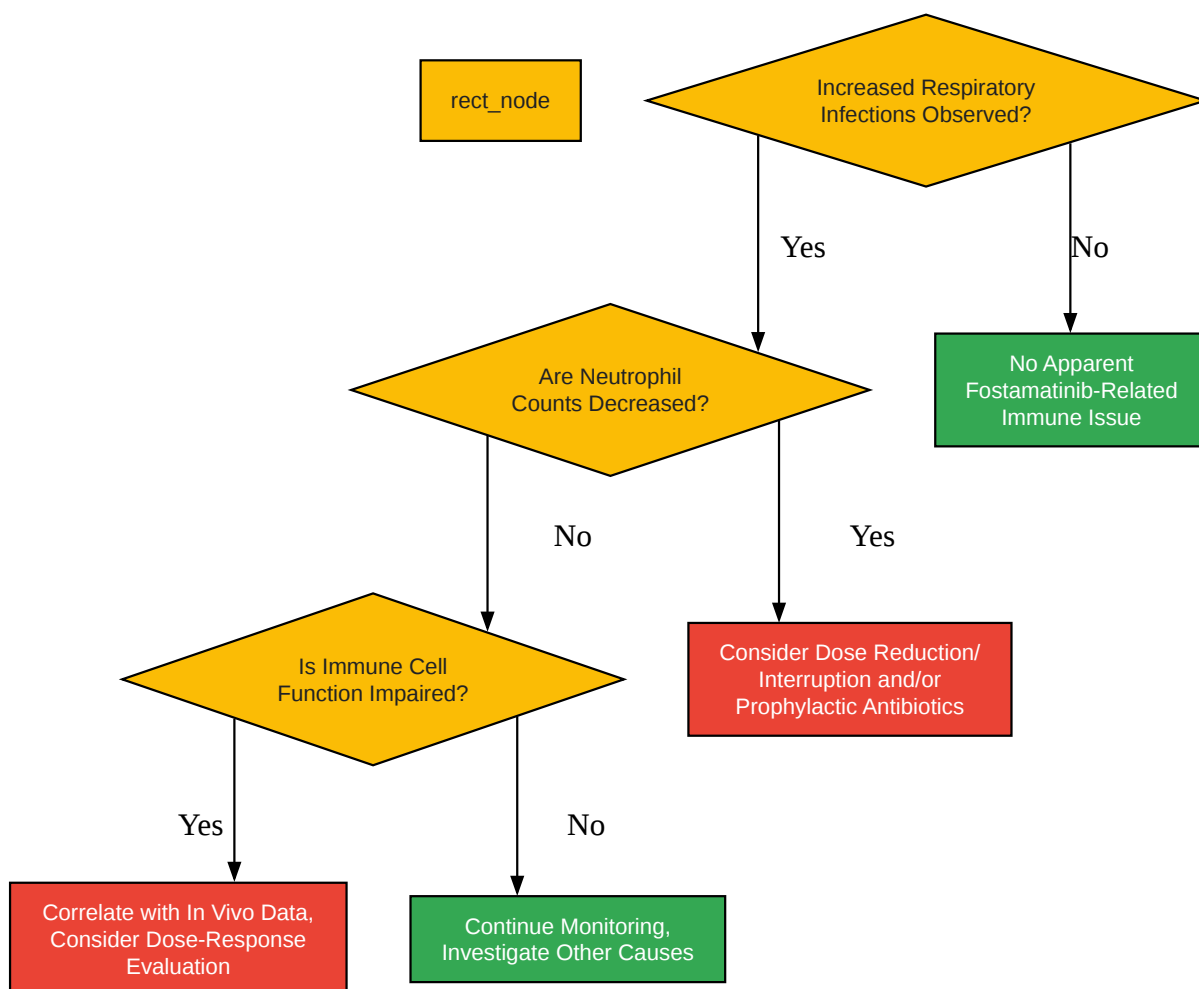 rect_node
Increased Respiratory
Infections Observed?
Yes
No
Are Neutrophil
Counts Decreased?
No Apparent
Fostamatinib-Related
Immune Issue
No
Yes
Is Immune Cell
Function Impaired?
Consider Dose Reduction/
Interruption and/or
Prophylactic Antibiotics
Yes
No
Correlate with In Vivo Data,
Consider Dose-Response
Evaluation
Continue Monitoring,
Investigate Other Causes